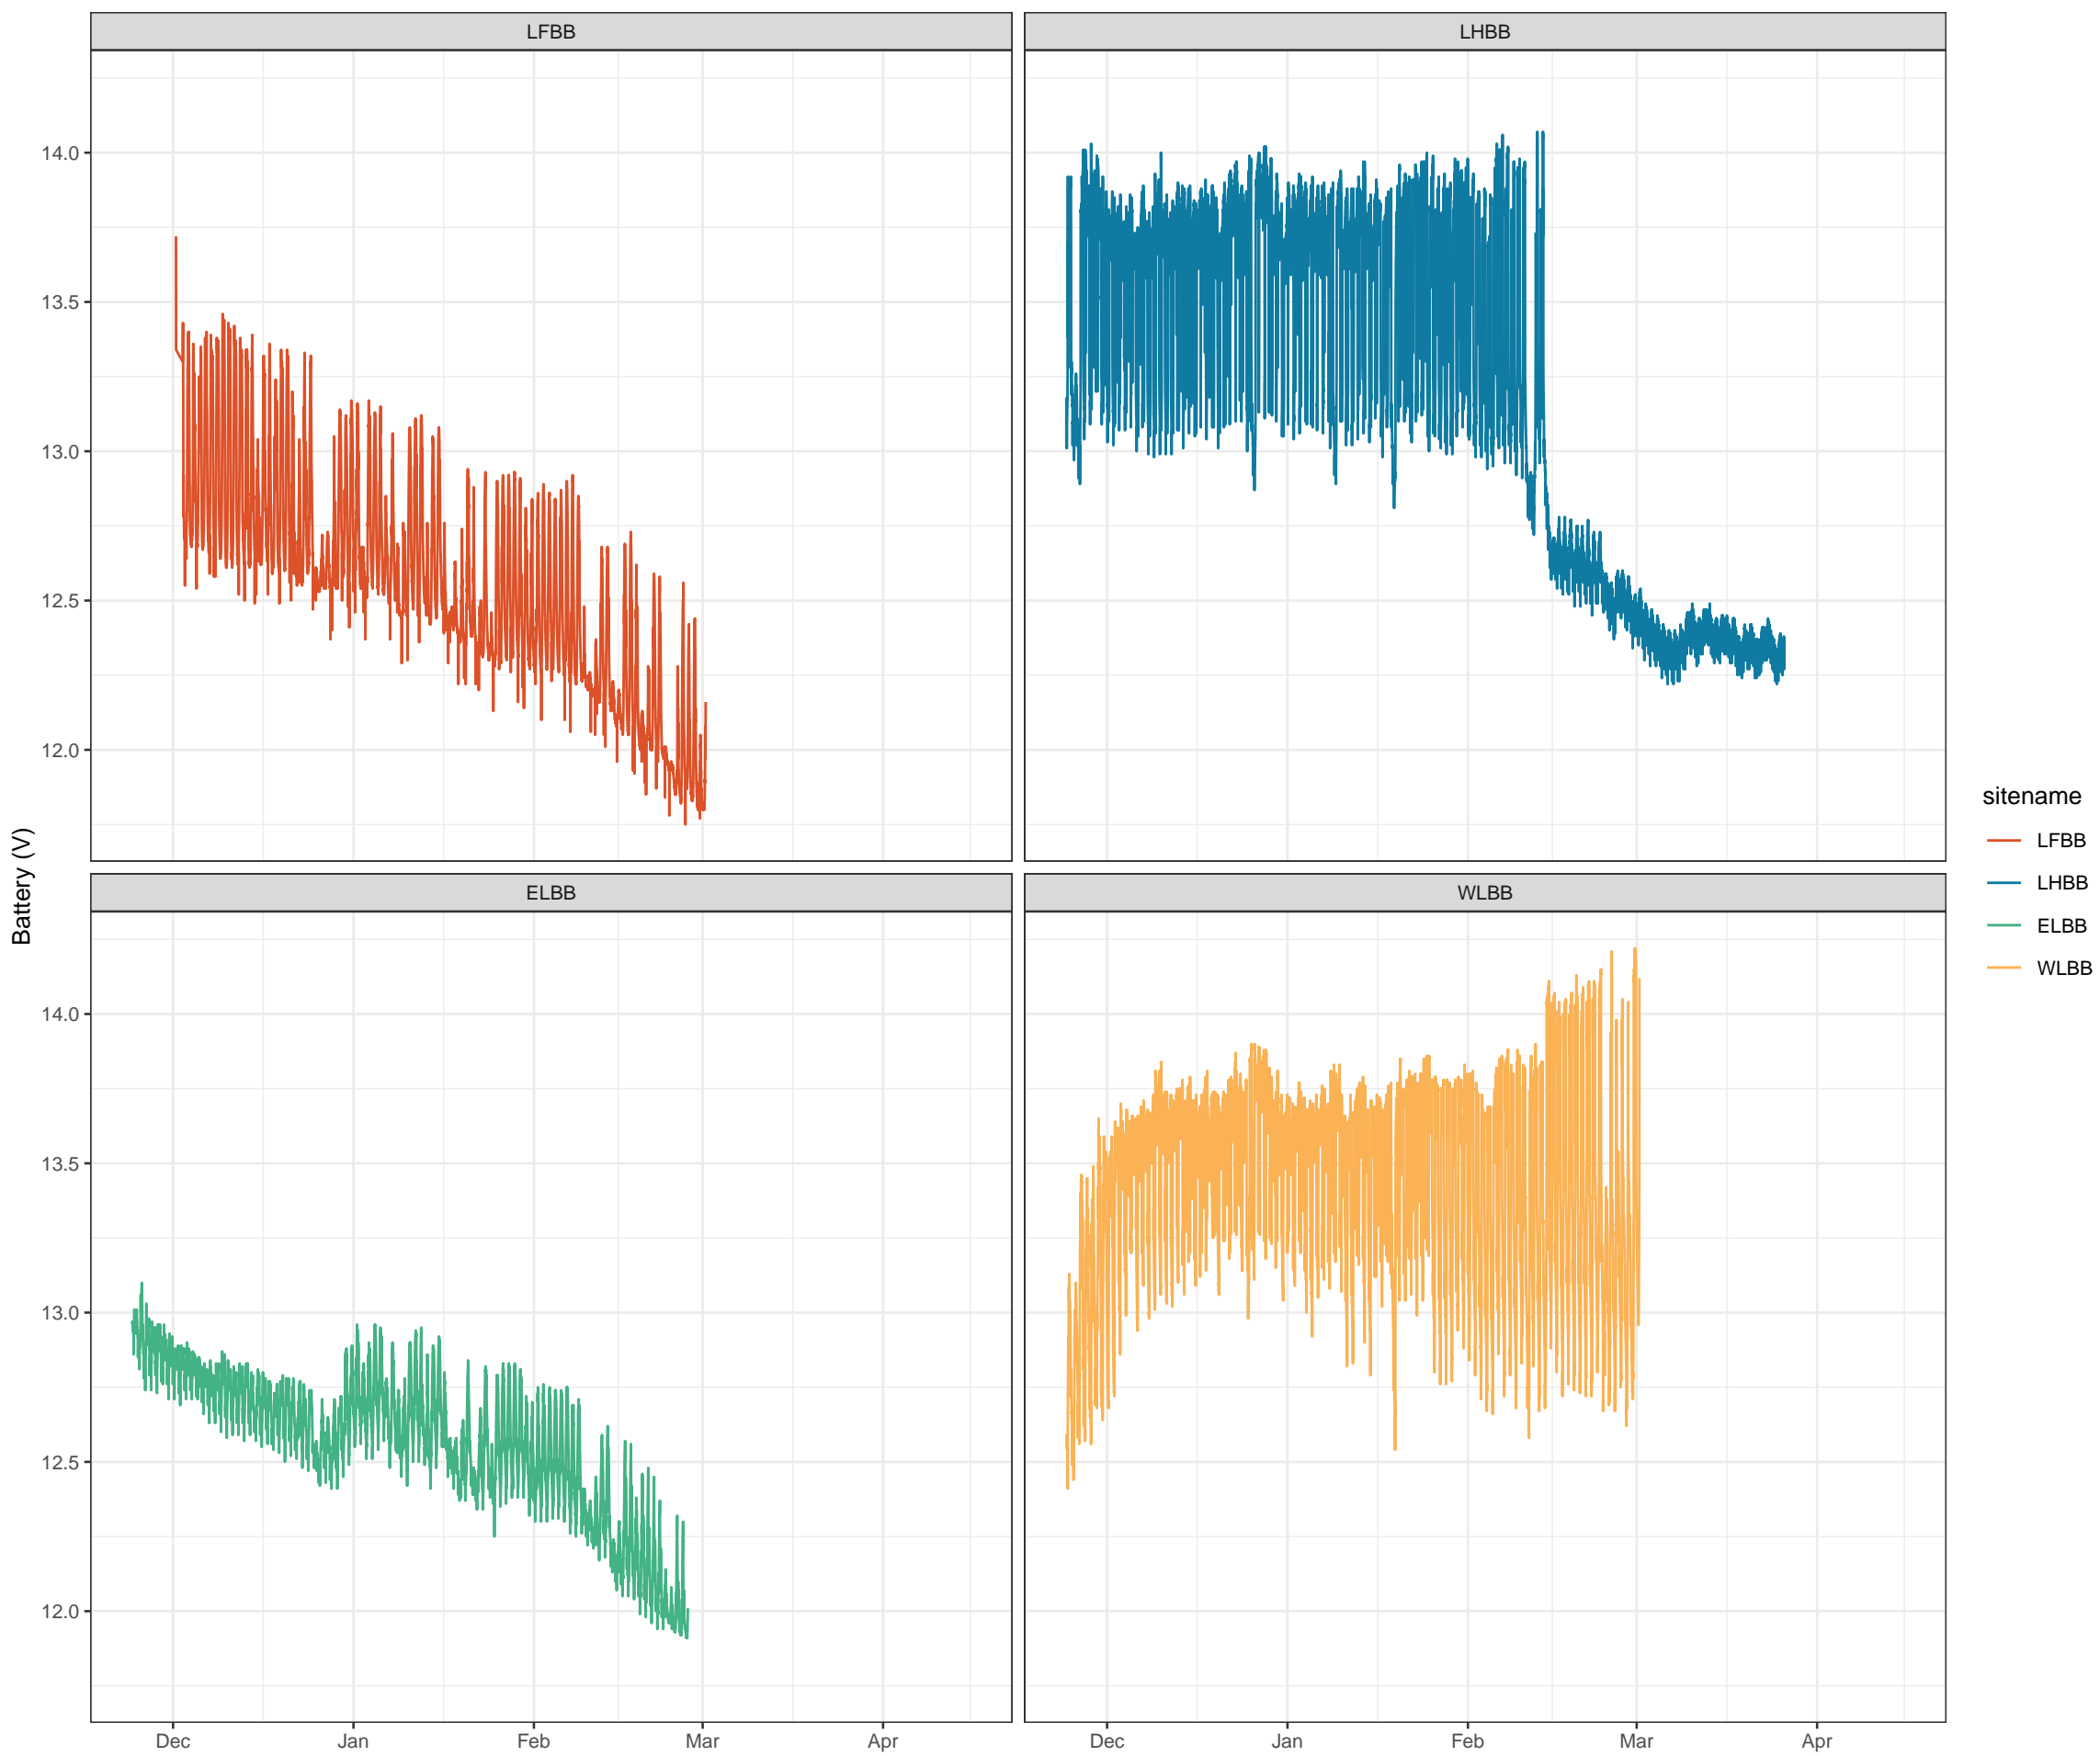 LFBB
LHBB
14.0
13.5
13.0
12.5
12.0
ELBB
WLBB
14.0
13.5
13.0
12.5
12.0
Battery (V)
Dec
Jan
Feb
Mar
Apr
Dec
Jan
Feb
Mar
Apr
sitename
LFBB
LHBB
ELBB
WLBB